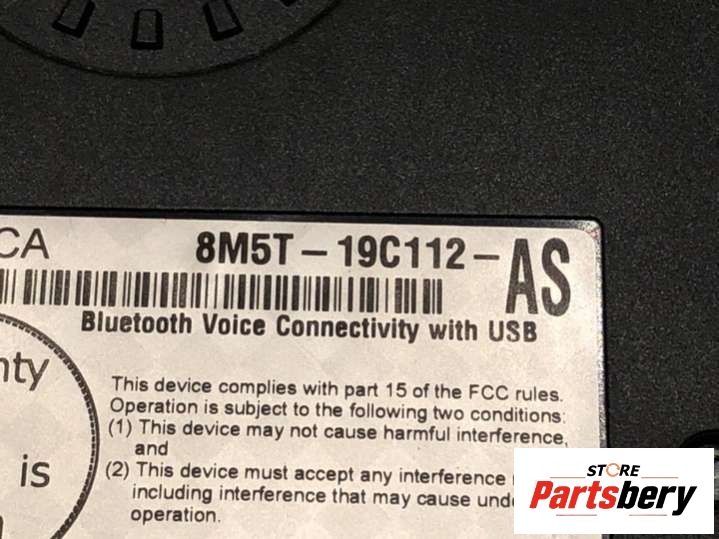 CA
8M5T-19C112-AS
Bluetooth Voice Connectivity with USB
nty
is
This device complies with part 15 of the FCC rules.
Operation is subject to the following two conditions:
(1) This device may not cause harmful interference,
and
(2) This device must accept any interference
including interference that may cause
operation.
STORE
Partsbery